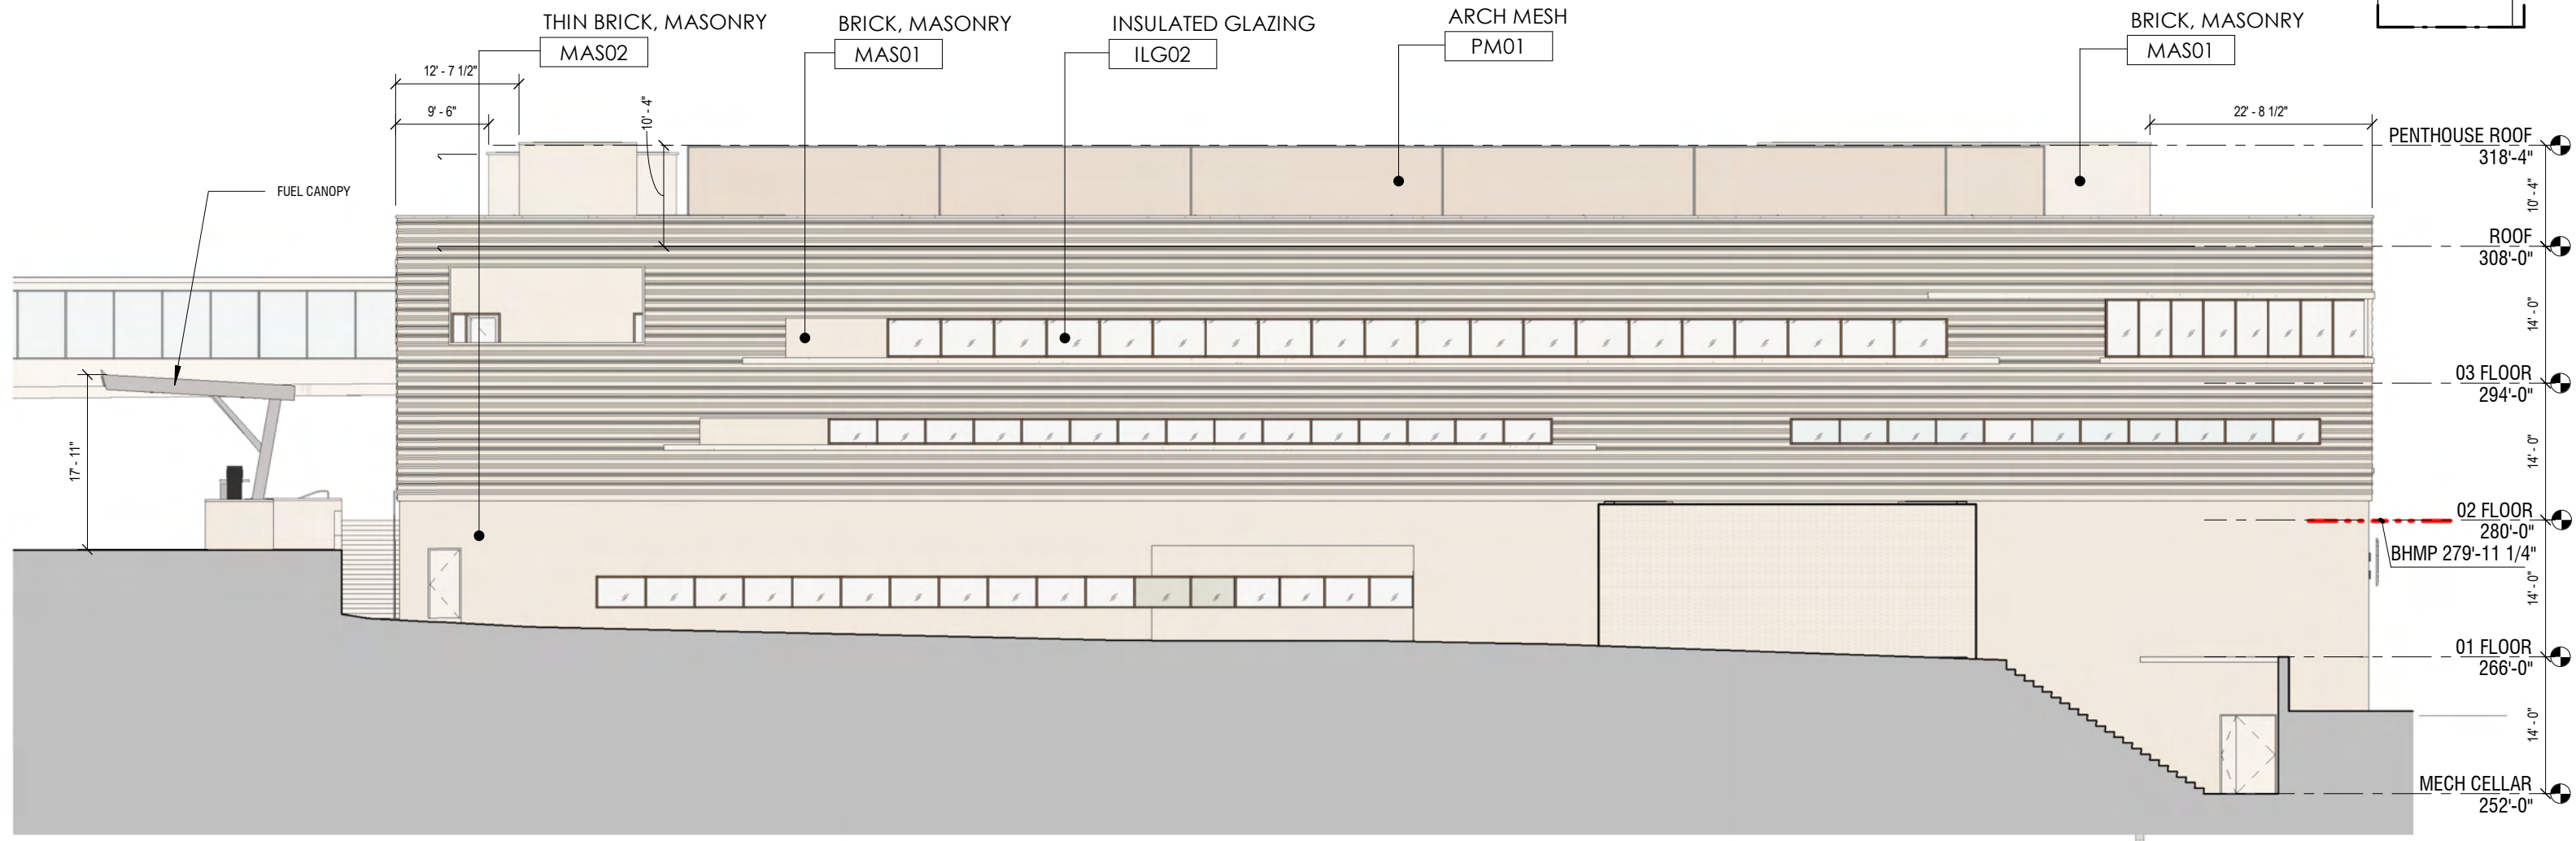 THIN BRICK, MASONRY
MAS02
BRICK, MASONRY
MAS01
INSULATED GLAZING
ILG02
ARCH MESH
PM01
BRICK, MASONRY
MAS01
12' - 7 1/2"
9' - 6"
10' - 4"
22' - 8 1/2"
FUEL CANOPY
17' - 11"
PENTHOUSE ROOF
318'-4"
10' - 4"
ROOF
308'-0"
14' - 0"
03 FLOOR
294'-0"
14' - 0"
02 FLOOR
280'-0"
BHMP 279'-11 1/4"
14' - 0"
01 FLOOR
266'-0"
14' - 0"
MECH CELLAR
252'-0"